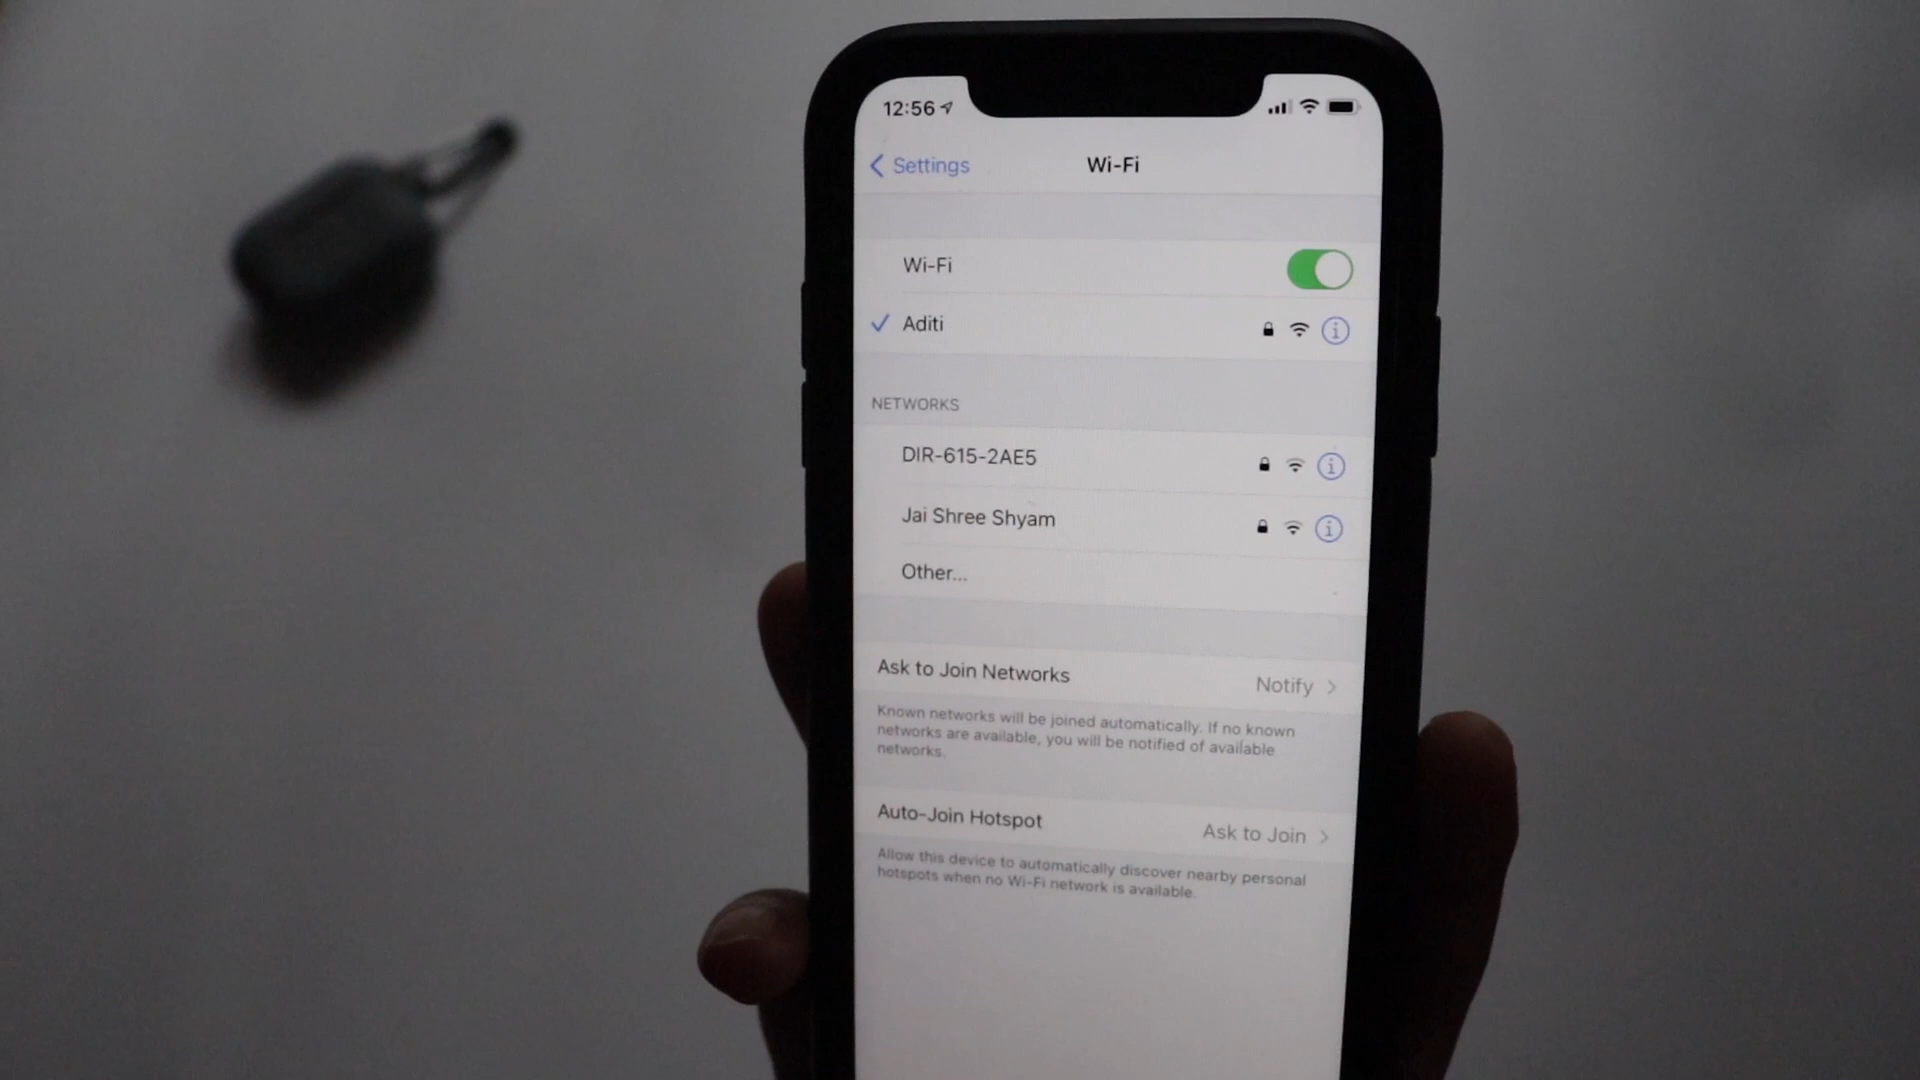 12:56
Settings
Wi-Fi
Wi-Fi
Aditi
NETWORKS
DIR-615-2AE5
Jai Shree Shyam
Other...
Ask to Join Networks
Notify
Known networks will be joined automatically. If no known
networks are available, you will be notified of available
networks.
Auto-Join Hotspot
Ask to Join
Allow this device to automatically discover nearby personal
hotspots when no Wi-Fi network is available.